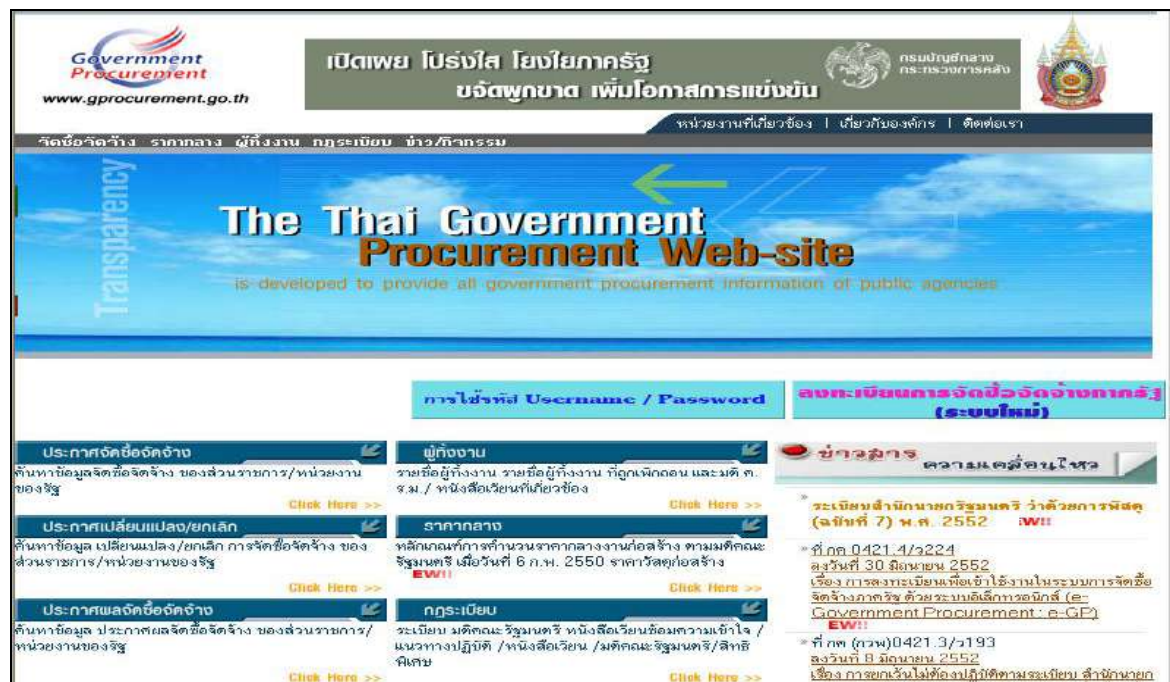 Government
Procurement
www.gprocurement.go.th
เปิดเผย โปร่งใส โยงใยภาครัฐ
ขจัดผูกขาด เพิ่มโอกาสการแข่งขัน
กรมบัญชีกลาง
กระทรวงการคลัง
หน่วยงานที่เกี่ยวข้อง | เกี่ยวกับองค์กร | ติดต่อเรา
จัดซื้อจัดจ้าง ราคากลาง ผู้ทิ้งงาน กฎระเบียบ ข่าว/กิจกรรม
Transparency
The Thai Government
Procurement Web-site
is developed to provide all government procurement information of public agencies
การใช้รหัส Username / Password
ลงทะเบียนการจัดซื้อจัดจ้างภาครัฐ
(ระบบใหม่)
ประกาศจัดซื้อจัดจ้าง
ค้นหาข้อมูลจัดซื้อจัดจ้าง ของส่วนราชการ/หน่วยงาน
ของรัฐ
Click Here >>
ประกาศเปลี่ยนแปลง/ยกเลิก
ค้นหาข้อมูล เปลี่ยนแปลง/ยกเลิก การจัดซื้อจัดจ้าง ของ
ส่วนราชการ/หน่วยงานของรัฐ
Click Here >>
ประกาศผลจัดซื้อจัดจ้าง
ค้นหาข้อมูล ประกาศผลจัดซื้อจัดจ้าง ของส่วนราชการ/
หน่วยงานของรัฐ
Click Here >>
ผู้ทิ้งงาน
รายชื่อผู้ทิ้งงาน รายชื่อผู้ทิ้งงาน ที่ถูกเพิกถอน และมติ ค.
ร.ม./ หนังสือเวียนที่เกี่ยวข้อง
Click Here >>
ราคากลาง
หลักเกณฑ์การคำนวนราคากลางงานก่อสร้าง ตามมติคณะ
รัฐมนตรี เมื่อวันที่ 6 ก.พ. 2550 ราคาวัสดุก่อสร้าง
EW!!
Click Here >>
กฎระเบียบ
ระเบียบ มติคณะรัฐมนตรี หนังสือเวียนซ้อมความเข้าใจ /
แนวทางปฏิบัติ /หนังสือเวียน /มติคณะรัฐมนตรี/สิทธิ
พิเศษ
Click Here >>
ข่าวสาร
ความเคลื่อนไหว
ระเบียบสำนักนายกรัฐมนตรี ว่าด้วยการพัสดุ
(ฉบับที่ 7) พ.ศ. 2552 W!!
ที่ กค 0421.4/ว224
ลงวันที่ 30 มิถุนายน 2552
เรื่อง การลงทะเบียนเพื่อเข้าใช้งานในระบบการจัดซื้อ
จัดจ้างภาครัฐ ด้วยระบบอิเล็กทรอนิกส์ (e-
Government Procurement : e-GP)
EW!!
ที่ กค (กวพ)0421.3/ว193
ลงวันที่ 8 มิถุนายน 2552
เรื่อง การยกเว้นไม่ต้องปฏิบัติตามระเบียบ สำนักนายก